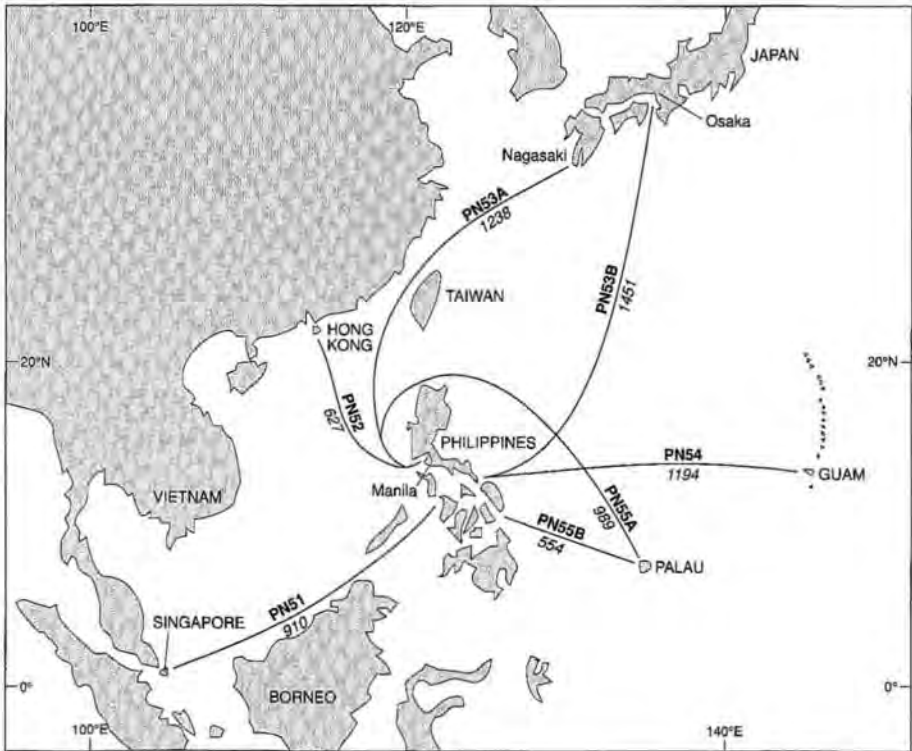 100°E
120°E
JAPAN
Osaka
Nagasaki
PN53A
1238
PN53B
1451
TAIWAN
HONG
KONG
20°N
20°N
PN52
627
PHILIPPINES
PN54
1194
GUAM
Manila
VIETNAM
PN55A
989
PN55B
554
PALAU
PN51
910
SINGAPORE
0°
0°
BORNEO
100°E
140°E